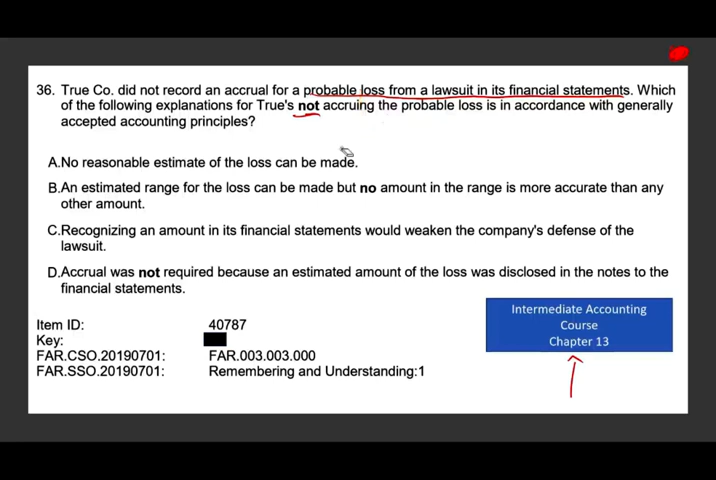 36. True Co. did not record an accrual for a probable loss from a lawsuit in its financial statements. Which
of the following explanations for True's not accruing the probable loss is in accordance with generally
accepted accounting principles?
A.No reasonable estimate of the loss can be made.
B.An estimated range for the loss can be made but no amount in the range is more accurate than any
other amount.
C.Recognizing an amount in its financial statements would weaken the company's defense of the
lawsuit.
D.Accrual was not required because an estimated amount of the loss was disclosed in the notes to the
financial statements.
Item ID: 40787
Key:
FAR.CSO.20190701: FAR.003.003.000
FAR.SSO.20190701: Remembering and Understanding:1
Intermediate Accounting
Course
Chapter 13